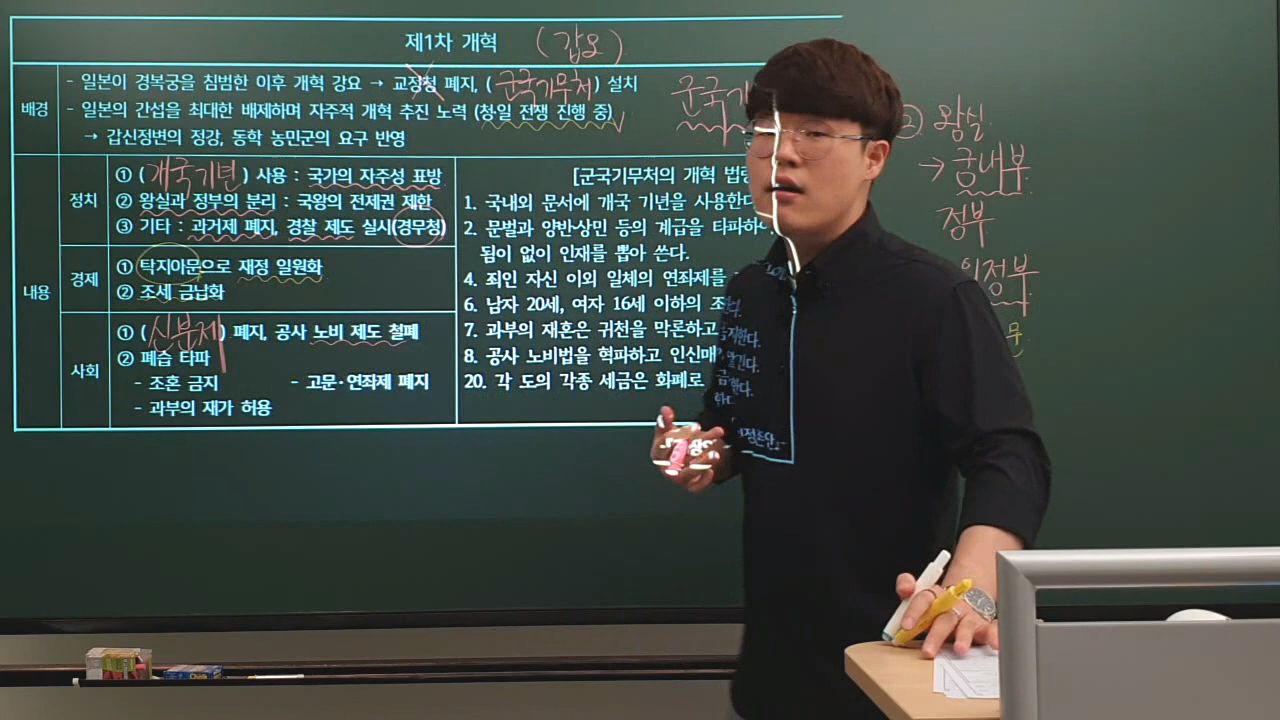 제1차 개혁 (갑오)
배경
- 일본이 경복궁을 침범한 이후 개혁 강요 → 교정청 폐지, (군국기무처) 설치
- 일본의 간섭을 최대한 배제하며 자주적 개혁 추진 노력 (청·일 전쟁 진행 중)
→ 갑신정변의 정강, 동학 농민군의 요구 반영
내용
정치
① (개국기년) 사용 : 국가의 자주성 표방
② 왕실과 정부의 분리 : 국왕의 전제권 제한
③ 기타 : 과거제 폐지, 경찰 제도 실시(경무청)
경제
① 탁지아문으로 재정 일원화
② 조세 금납화
사회
① (신분제) 폐지, 공사 노비 제도 철폐
② 폐습 타파
- 조혼 금지 - 고문·연좌제 폐지
- 과부의 재가 허용
[군국기무처의 개혁 법령
1. 국내외 문서에 개국 기년을 사용한다
2. 문벌과 양반·상민 등의 계급을 타파하
됨이 없이 인재를 뽑아 쓴다.
4. 죄인 자신 이외 일체의 연좌제를
6. 남자 20세, 여자 16세 이하의 조
7. 과부의 재혼은 귀천을 막론하고
8. 공사 노비법을 혁파하고 인신매
20. 각 도의 각종 세금은 화폐로
군국기
② 왕실
→ 궁내부
정부
의정부
문